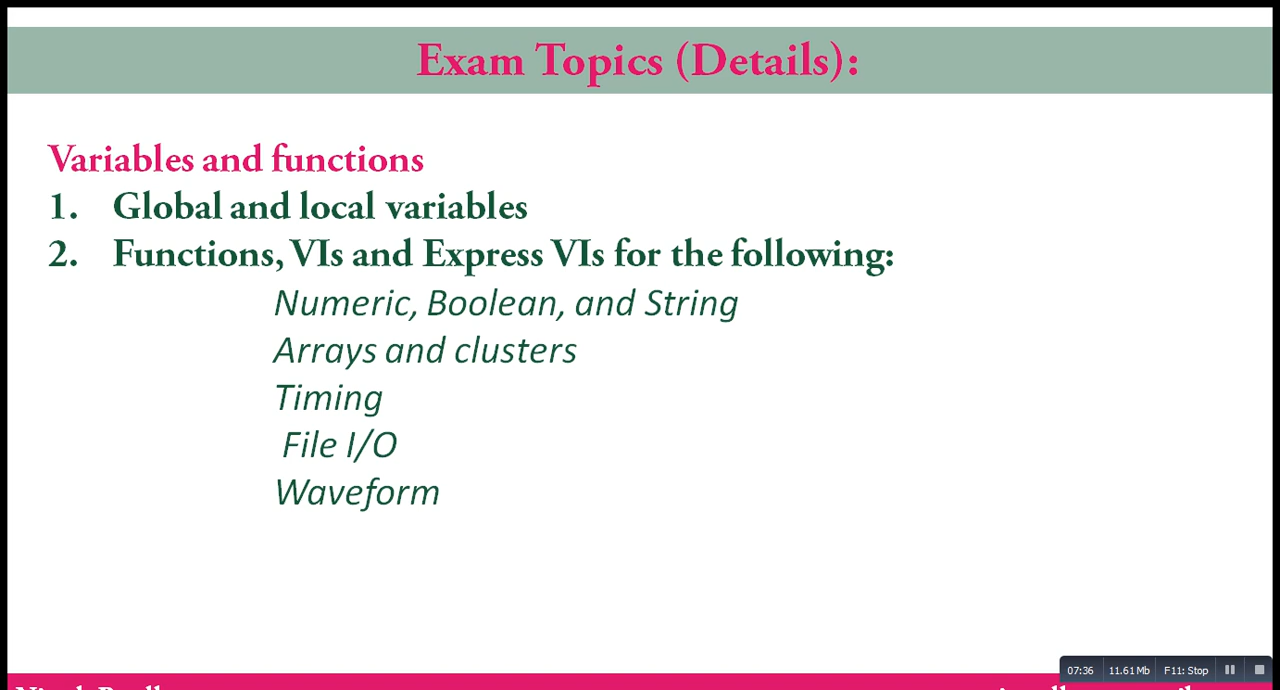 Exam Topics (Details):
Variables and functions
1. Global and local variables
2. Functions, VIs and Express VIs for the following:
Numeric, Boolean, and String
Arrays and clusters
Timing
File I/O
Waveform
07:36 11.61 Mb F11: Stop